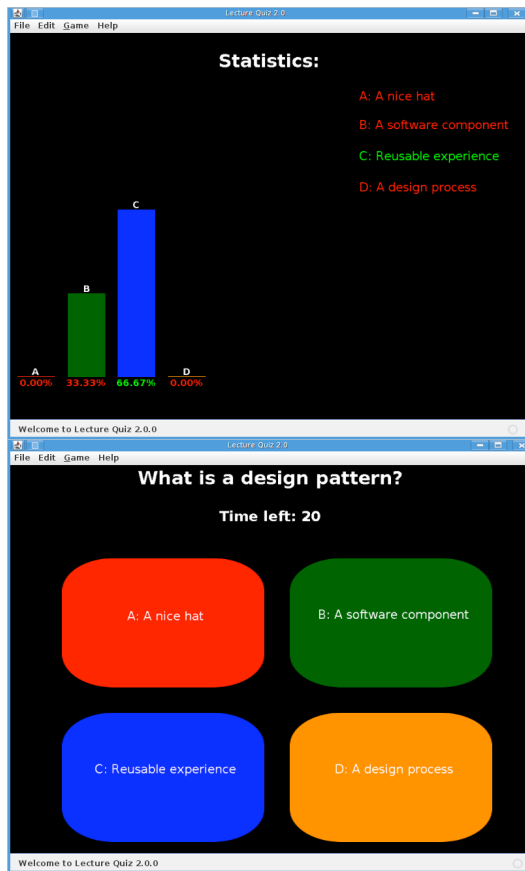 Lecture Quiz 2.0
File Edit Game Help
Statistics:
A: A nice hat
B: A software component
C: Reusable experience
D: A design process
C
B
A
D
0.00% 33.33% 66.67% 0.00%
Welcome to Lecture Quiz 2.0.0
Lecture Quiz 2.0
File Edit Game Help
What is a design pattern?
Time left: 20
A: A nice hat
B: A software component
C: Reusable experience
D: A design process
Welcome to Lecture Quiz 2.0.0